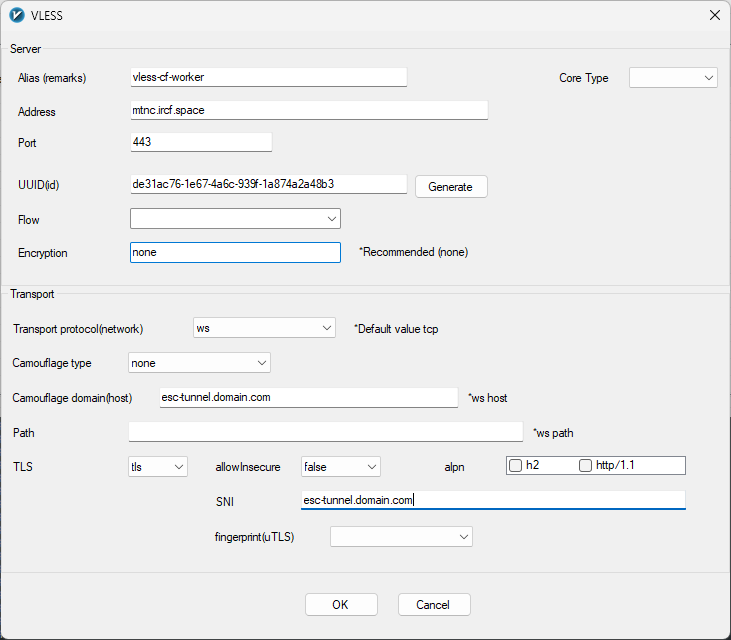 VLESS
Server
Alias (remarks) vless-cf-worker Core Type
Address mtnc.ircf.space
Port 443
UUID(id) de31ac76-1e67-4a6c-939f-1a874a2a48b3 Generate
Flow
Encryption none *Recommended (none)
Transport
Transport protocol(network) ws *Default value tcp
Camouflage type none
Camouflage domain(host) esc-tunnel.domain.com *ws host
Path *ws path
TLS tls allowInsecure false alpn h2 http/1.1
SNI esc-tunnel.domain.com
fingerprint(uTLS)
OK Cancel